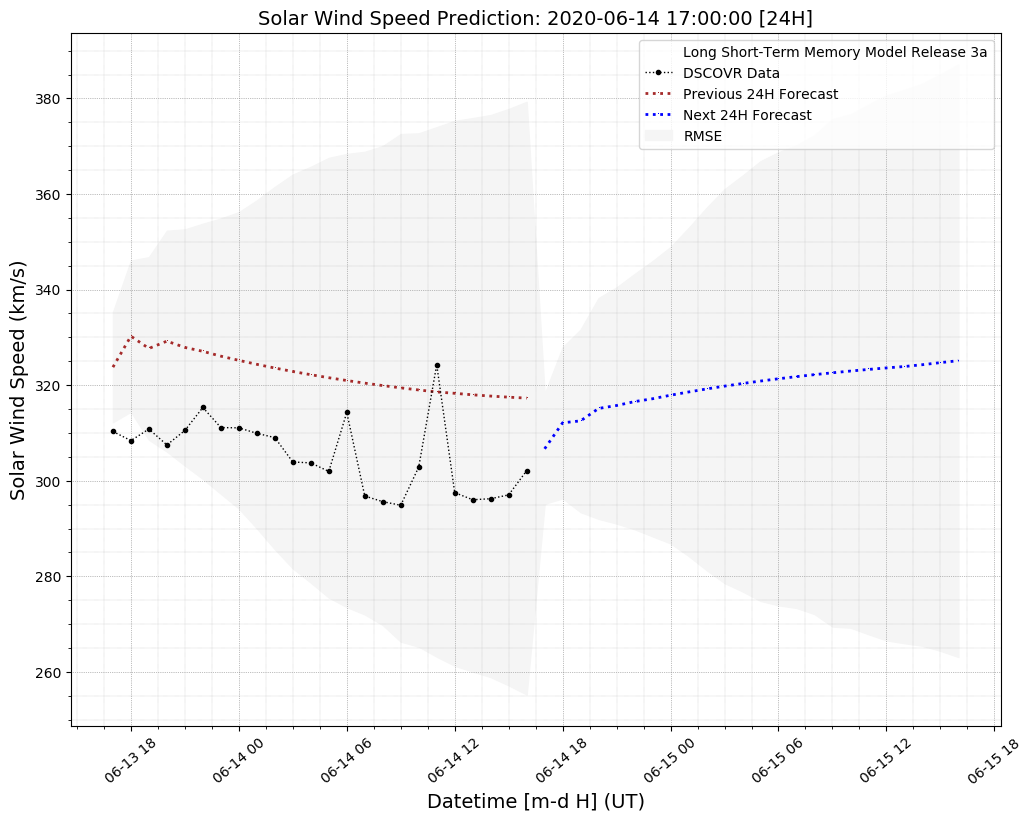 Solar Wind Speed Prediction: 2020-06-14 17:00:00 [24H]
Long Short-Term Memory Model Release 3a
DSCOVR Data
Previous 24H Forecast
Next 24H Forecast
RMSE
Solar Wind Speed (km/s)
380
360
340
320
300
280
260
06-13 18
06-14 00
06-14 06
06-14 12
06-14 18
06-15 00
06-15 06
06-15 12
06-15 18
Datetime [m-d H] (UT)